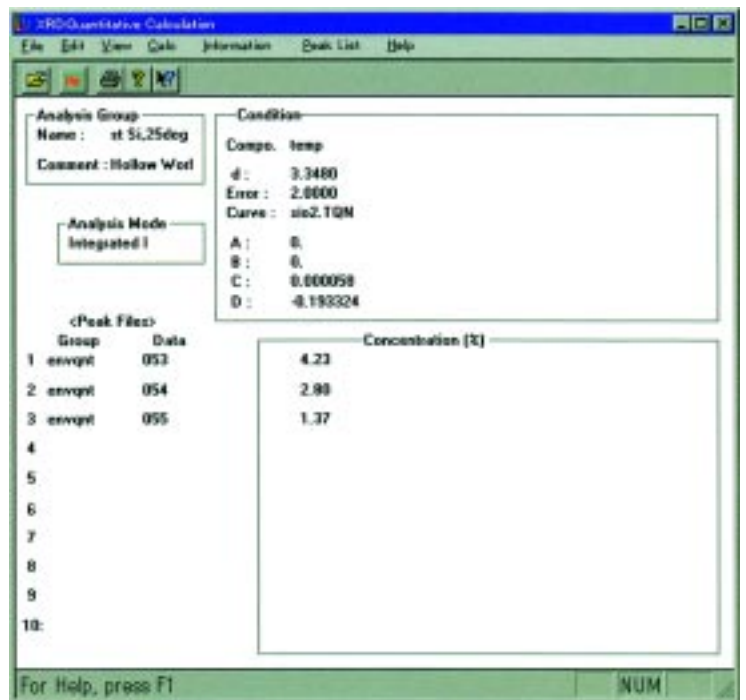 XRD:Quantitative Calculation
File Edit View Calc Information Peak List Help
Analysis Group
Name : st Si,25deg
Comment : Hollow Worl
Analysis Mode
Integrated I
Condition
Compo. temp
d : 3.3480
Error : 2.0000
Curve : sio2.TQN
A : 0.
B : 0.
C : 0.000058
D : -0.193324
<Peak Files>
Group Data Concentration (%)
1 envqnt 053 4.23
2 envqnt 054 2.80
3 envqnt 055 1.37
4
5
6
7
8
9
10:
For Help, press F1 NUM